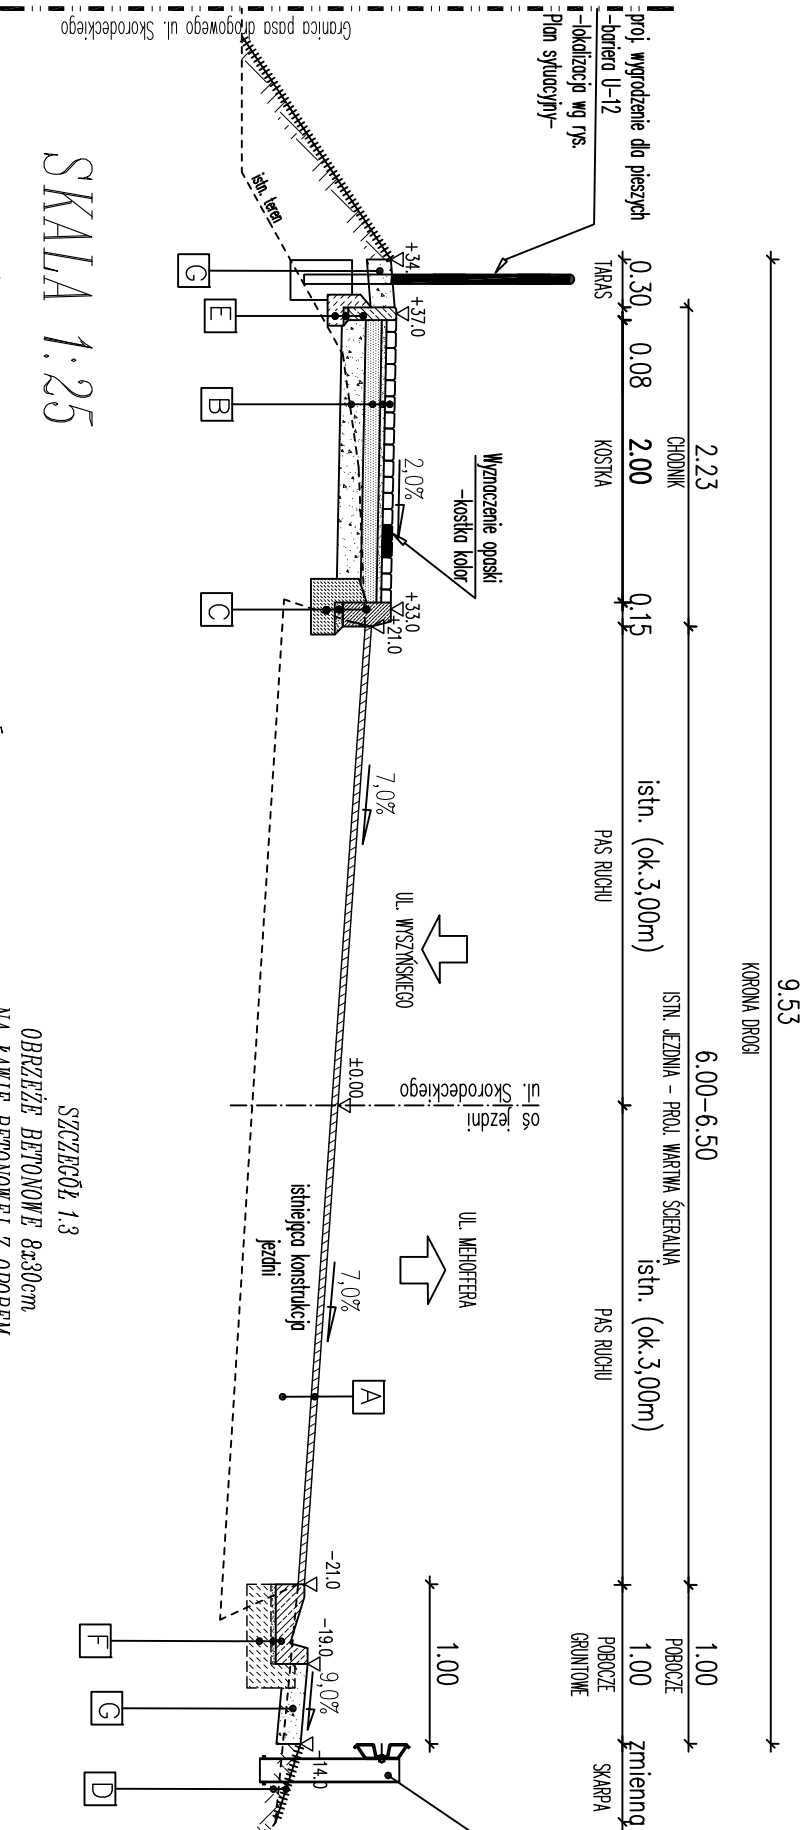 9.53
KORONA DROGI
2.23
CHODNIK
6.00-6.50
ISTN. JEZDNIA - PROJ. WARTWA ŚCIERALNA
1.00
POBOCZE
0.30
TARAS
0.08
2.00
KOSTKA
0.15
istn. (ok.3,00m)
PAS RUCHU
istn. (ok.3,00m)
PAS RUCHU
1.00
POBOCZE
GRUNTOWE
zmienna
SKARPA
proj. wygrodzenie dla pieszych
-bariera U-12
-lokalizacja wg rys.
Plan sytuacyjny-
Wyznaczenie opaski
-kostka kolor
UL. WYSZYŃSKIEGO
oś jezdni
ul. Skorodeckiego
UL. MEHOFFERA
1.00
+34.
+37.0
2,0%
+33.0
+21.0
7,0%
±0.00
istniejąca konstrukcja
jezdni
7,0%
-21.0
-19.0
9,0%
-14.0
istn. teren
Granica pasa drogowego ul. Skorodeckiego
A
G
E
B
C
F
G
D
SKALA 1:25
SZCZEGÓŁ 1.3
OBRZEŻE BETONOWE 8x30cm
NA ŁAWIE BETONOWEJ Z OPOREM